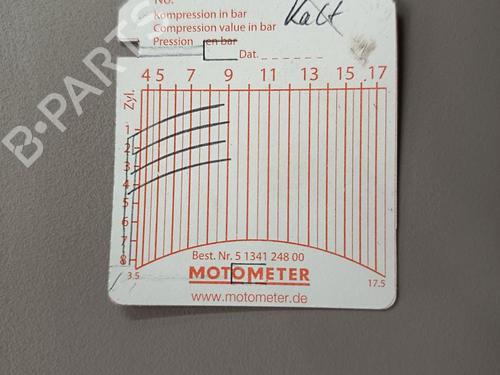 No.
Kompression in bar
Compression value in bar
Pression en bar
Kalt
Dat.
4 5 7 9 11 13 15 17
Zyl.
1
2
3
4
5
6
7
8
3.5 17.5
Best. Nr. 5 1341 248 00
MOTOMETER
www.motometer.de
B-PARTS